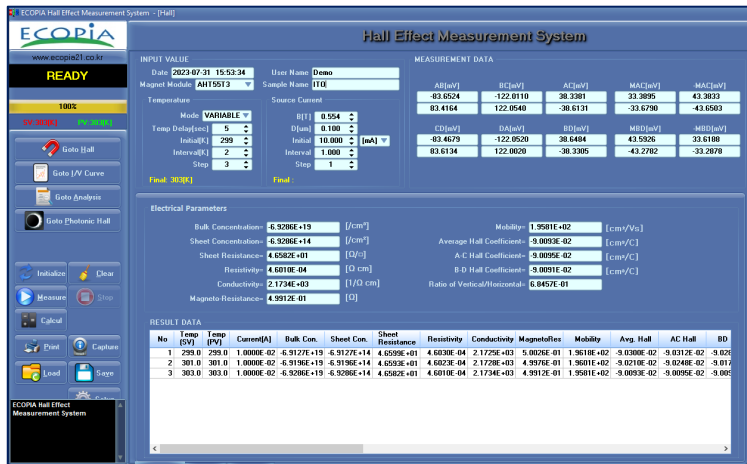 ECOPIA Hall Effect Measurement System - [Hall]
ECOPIA
Hall Effect Measurement System
www.ecopia21.co.kr
READY
100%
SV:303[K] PV:303[K]
Goto Hall
Goto I/V Curve
Goto Analysis
Goto Photonic Hall
Initialize Clear
Measure Stop
Calcul
Print Capture
Load Save
ECOPIA Hall Effect
Measurement System
INPUT VALUE
Date 2023-07-31 15:53:34 User Name Demo
Magnet Module AHT55T3 Sample Name ITO
Temperature Source Current
Mode VARIABLE B[T] 0.554
Temp Delay[sec] 5 D[um] 0.100
Initial[K] 299 Initial 10.000 [mA]
Interval[K] 2 Interval 1.000
Step 3 Step 1
Final: 303[K] Final :
MEASUREMENT DATA
AB[mV] BC[mV] AC[mV] MAC[mV] -MAC[mV]
-83.6524 -122.0110 38.3381 33.3895 43.3833
83.4164 122.0540 -38.6131 -33.6790 -43.6503
CD[mV] DA[mV] BD[mV] MBD[mV] -MBD[mV]
-83.4679 -122.0520 38.6484 43.5926 33.6108
83.6134 122.0020 -38.3305 -43.2782 -33.2878
Electrical Parameters
Bulk Concentration= -6.9286E+19 [/cm³] Mobility= 1.9581E+02 [cm²/Vs]
Sheet Concentration= -6.9286E+14 [/cm²] Average Hall Coefficient= -9.0093E-02 [cm³/C]
Sheet Resistance= 4.6582E+01 [Ω/□] A-C Hall Coefficient= -9.0095E-02 [cm³/C]
Resistivity= 4.6010E-04 [Ω cm] B-D Hall Coefficient= -9.0091E-02 [cm³/C]
Conductivity= 2.1734E+03 [1/Ω cm] Ratio of Vertical/Horizontal= 6.8457E-01
Magneto-Resistance= 4.9912E-01 [Ω]
RESULT DATA
No Temp (SV) Temp (PV) Current[A] Bulk Con. Sheet Con. Sheet Resistance Resistivity Conductivity MagnetoRes Mobility Avg. Hall AC Hall BD
1 299.0 299.0 1.0000E-02 -6.9127E+19 -6.9127E+14 4.6599E+01 4.6030E-04 2.1725E+03 5.0026E-01 1.9618E+02 -9.0300E-02 -9.0312E-02 -9.028
2 301.0 301.0 1.0000E-02 -6.9196E+19 -6.9196E+14 4.6593E+01 4.6023E-04 2.1728E+03 4.9976E-01 1.9601E+02 -9.0210E-02 -9.0248E-02 -9.017
3 303.0 303.0 1.0000E-02 -6.9286E+19 -6.9286E+14 4.6582E+01 4.6010E-04 2.1734E+03 4.9912E-01 1.9581E+02 -9.0093E-02 -9.0095E-02 -9.009